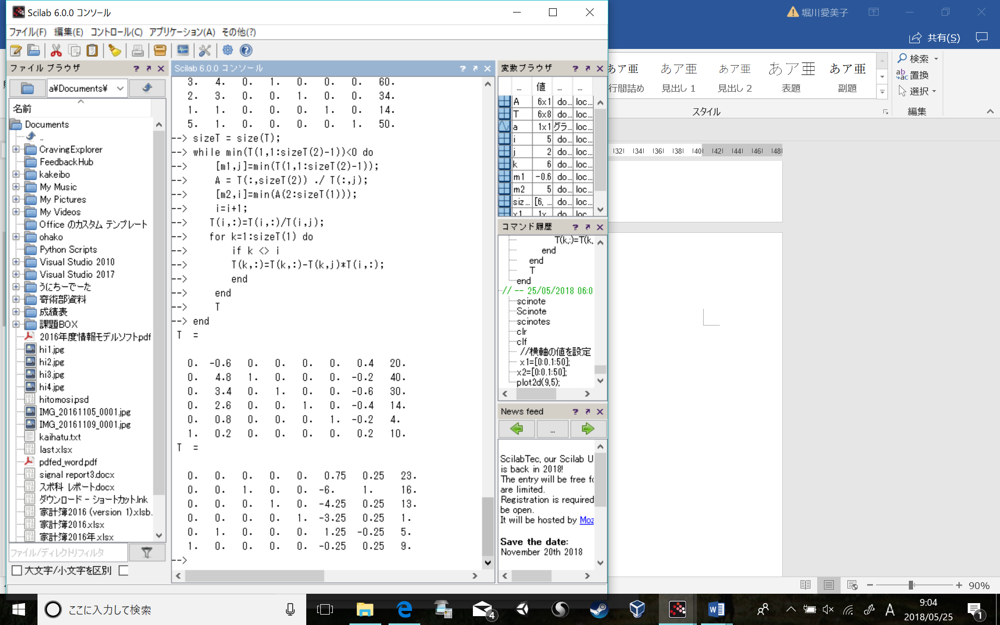 Scilab 6.0.0 コンソール
ファイル(F) 編集(E) コントロール(C) アプリケーション(A) その他(?)
ファイル ブラウザ
a¥Documents¥
名前
Documents
..
CravingExplorer
FeedbackHub
kakeibo
My Music
My Pictures
My Videos
Office のカスタム テンプレート
ohako
Python Scripts
Visual Studio 2010
Visual Studio 2017
うにちーでーた
奇術部資料
成績表
課題BOX
2016年度情報モデルソフト.pdf
hi1.jpg
hi2.jpg
hi3.jpg
hi4.jpg
hitomosi.psd
IMG_20161105_0001.jpg
IMG_20161109_0001.jpg
kaihatu.txt
last.xlsx
pdfed_word.pdf
signal report3.docx
スポ科 レポート.docx
ダウンロード - ショートカット.lnk
家計簿2016 (version 1).xlsb.
家計簿2016.xlsx
家計簿2016年.xlsx
ファイル/ディレクトリフィルタ
大文字/小文字を区別
Scilab 6.0.0 コンソール
3. 4. 0. 1. 0. 0. 0. 60.
2. 3. 0. 0. 1. 0. 0. 34.
1. 1. 0. 0. 0. 1. 0. 14.
5. 1. 0. 0. 0. 0. 1. 50.
--> sizeT = size(T);
--> while min(T(1,1:sizeT(2)-1))<0 do
--> [m1,j]=min(T(1,1:sizeT(2)-1));
--> A = T(:,sizeT(2)) ./ T(:,j);
--> [m2,i]=min(A(2:sizeT(1)));
--> i=i+1;
--> T(i,:)=T(i,:)/T(i,j);
--> for k=1:sizeT(1) do
--> if k <> i
--> T(k,:)=T(k,:)-T(k,j)*T(i,:);
--> end
--> end
--> T
--> end
T =
0. -0.6 0. 0. 0. 0. 0.4 20.
0. 4.8 1. 0. 0. 0. -0.2 40.
0. 3.4 0. 1. 0. 0. -0.6 30.
0. 2.6 0. 0. 1. 0. -0.4 14.
0. 0.8 0. 0. 0. 1. -0.2 4.
1. 0.2 0. 0. 0. 0. 0.2 10.
T =
0. 0. 0. 0. 0. 0.75 0.25 23.
0. 0. 1. 0. 0. -6. 1. 16.
0. 0. 0. 1. 0. -4.25 0.25 13.
0. 0. 0. 0. 1. -3.25 0.25 1.
0. 1. 0. 0. 0. 1.25 -0.25 5.
1. 0. 0. 0. 0. -0.25 0.25 9.
-->
変数ブラウザ
... 値 ... ...
A 6x1 do... loc...
T 6x8 do... loc...
a 1x1 グラ... loc...
i 5 do... loc...
j 2 do... loc...
k 6 do... loc...
m1 -0.6 do... loc...
m2 5 do... loc...
siz... [6, ... do... loc...
x1 1x do... loc
コマンド履歴
T(k,:)=T(k,
end
end
T
end
// -- 25/05/2018 06:0
scinote
Scinote
scinotes
clr
clf
//横軸の値を設定
x1=[0:0.1:50];
x2=[0:0.1:50];
plot2d(9,5);
News feed
...
ScilabTec, our Scilab U
is back in 2018!
The entry will be free fo
are limited.
Registration is required
be open.
It will be hosted by Moz
Save the date:
November 20th 2018
堀川愛美子
共有(S)
あア亜 あア亜 あア亜 あア亜 あア亜
行間詰め 見出し 1 見出し 2 表題 副題
スタイル
検索
置換
選択
編集
32 34 36 38 40 42 44 46 48
90%
ここに入力して検索
4
A
9:04
2018/05/25
1